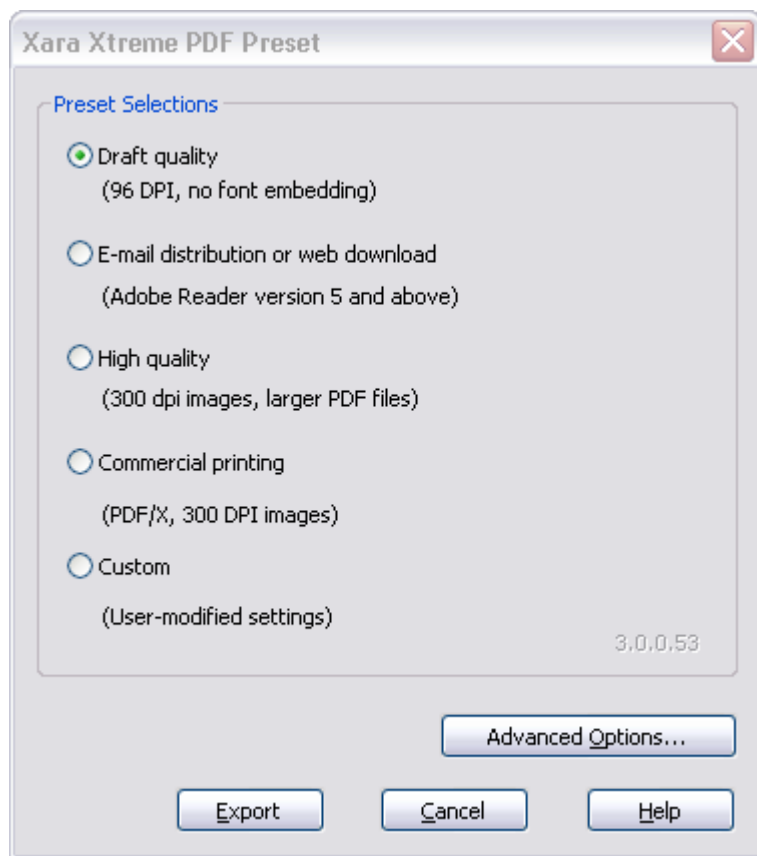 Xara Xtreme PDF Preset
Preset Selections
Draft quality
(96 DPI, no font embedding)
E-mail distribution or web download
(Adobe Reader version 5 and above)
High quality
(300 dpi images, larger PDF files)
Commercial printing
(PDF/X, 300 DPI images)
Custom
(User-modified settings)
3.0.0.53
Advanced Options...
Export Cancel Help